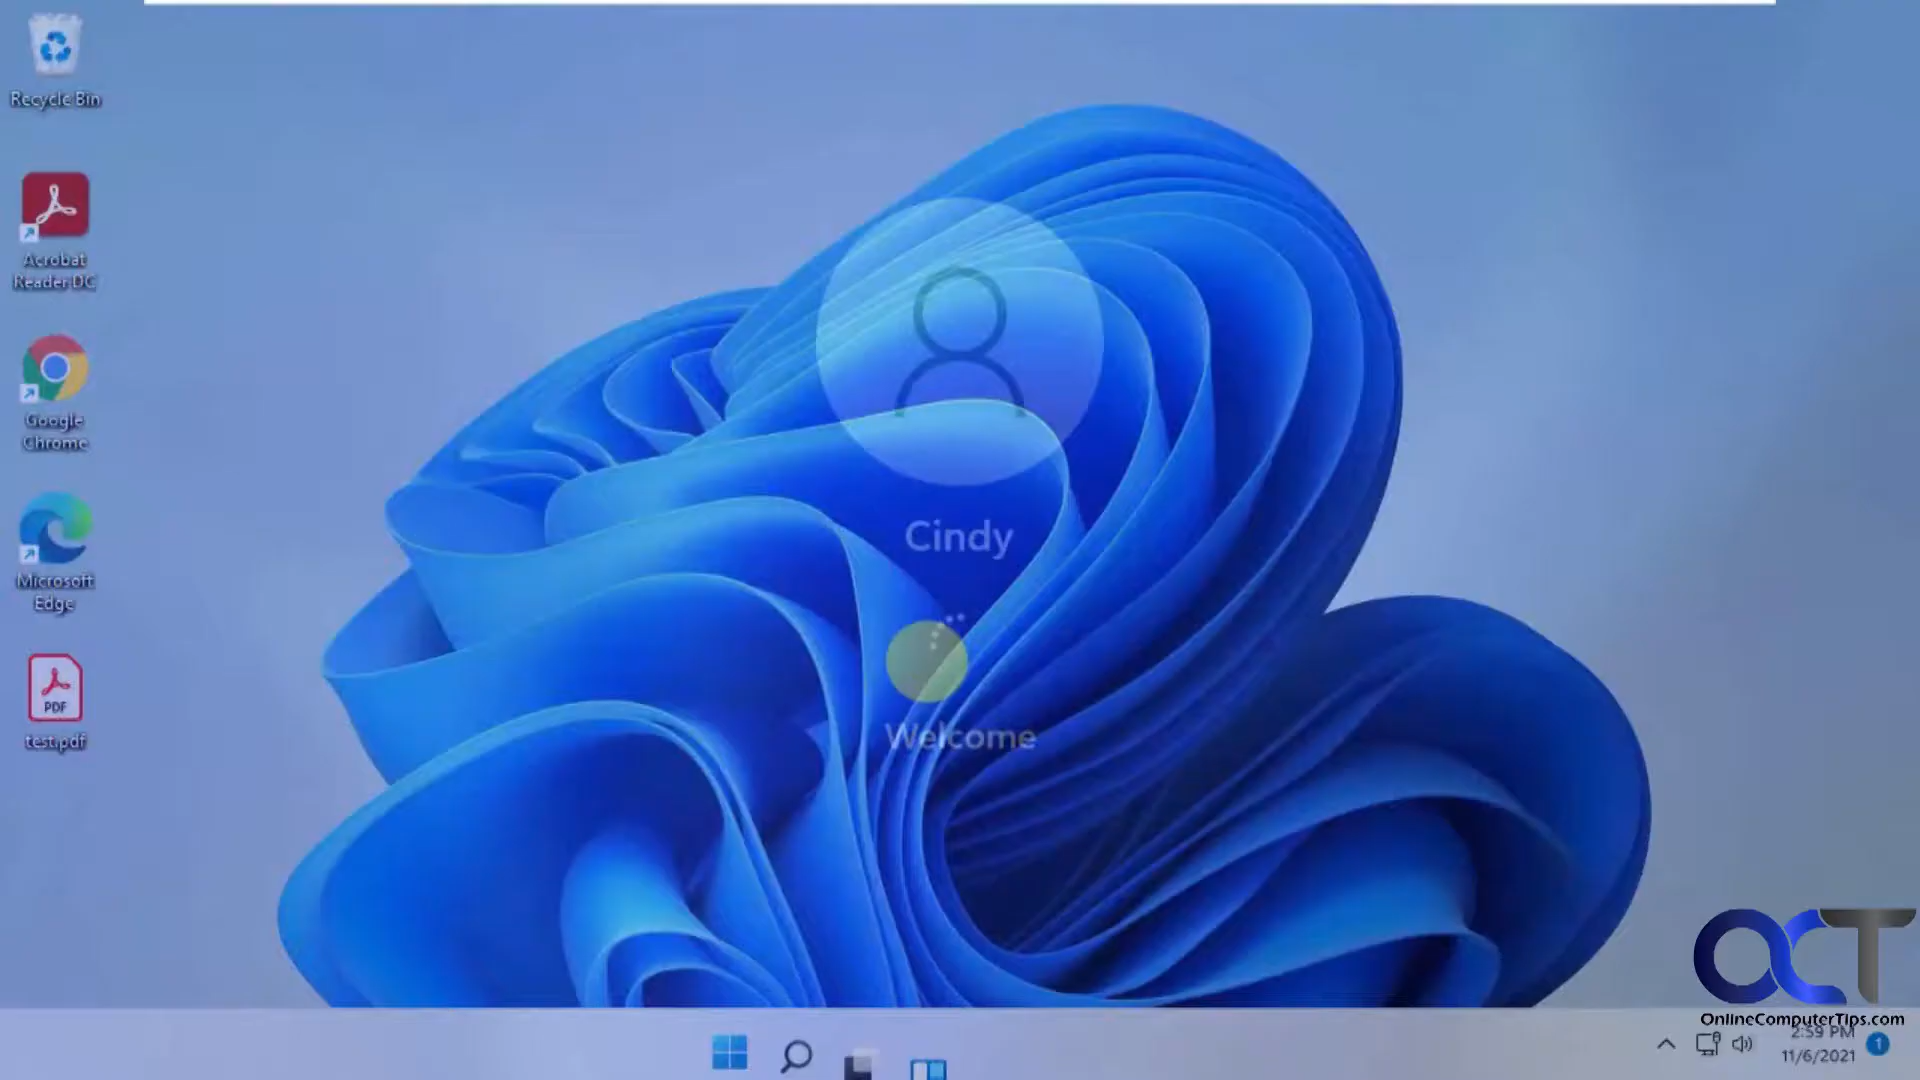 Recycle Bin
Acrobat
Reader DC
Google
Chrome
Microsoft
Edge
PDF
test.pdf
Cindy
Welcome
OCT
OnlineComputerTips.com
2:59 PM
11/6/2021
1